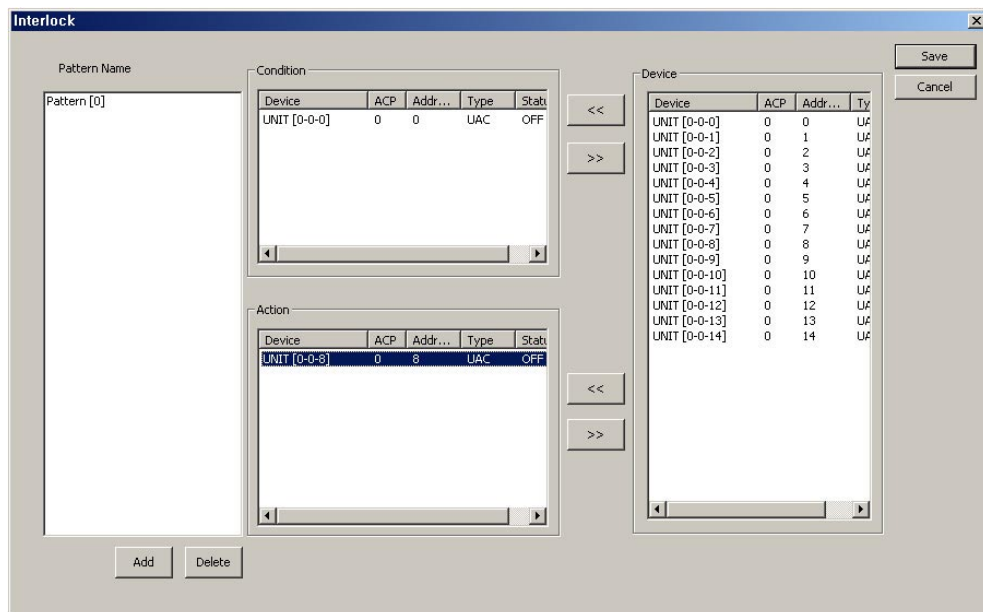 Interlock
Pattern Name
Pattern [0]
Add Delete
Condition
Device ACP Addr... Type Statu
UNIT [0-0-0] 0 0 UAC OFF
Action
Device ACP Addr... Type Statu
UNIT [0-0-8] 0 8 UAC OFF
<<
>>
<<
>>
Device
Device ACP Addr... Ty
UNIT [0-0-0] 0 0 UA
UNIT [0-0-1] 0 1 UA
UNIT [0-0-2] 0 2 UA
UNIT [0-0-3] 0 3 UA
UNIT [0-0-4] 0 4 UA
UNIT [0-0-5] 0 5 UA
UNIT [0-0-6] 0 6 UA
UNIT [0-0-7] 0 7 UA
UNIT [0-0-8] 0 8 UA
UNIT [0-0-9] 0 9 UA
UNIT [0-0-10] 0 10 UA
UNIT [0-0-11] 0 11 UA
UNIT [0-0-12] 0 12 UA
UNIT [0-0-13] 0 13 UA
UNIT [0-0-14] 0 14 UA
Save
Cancel